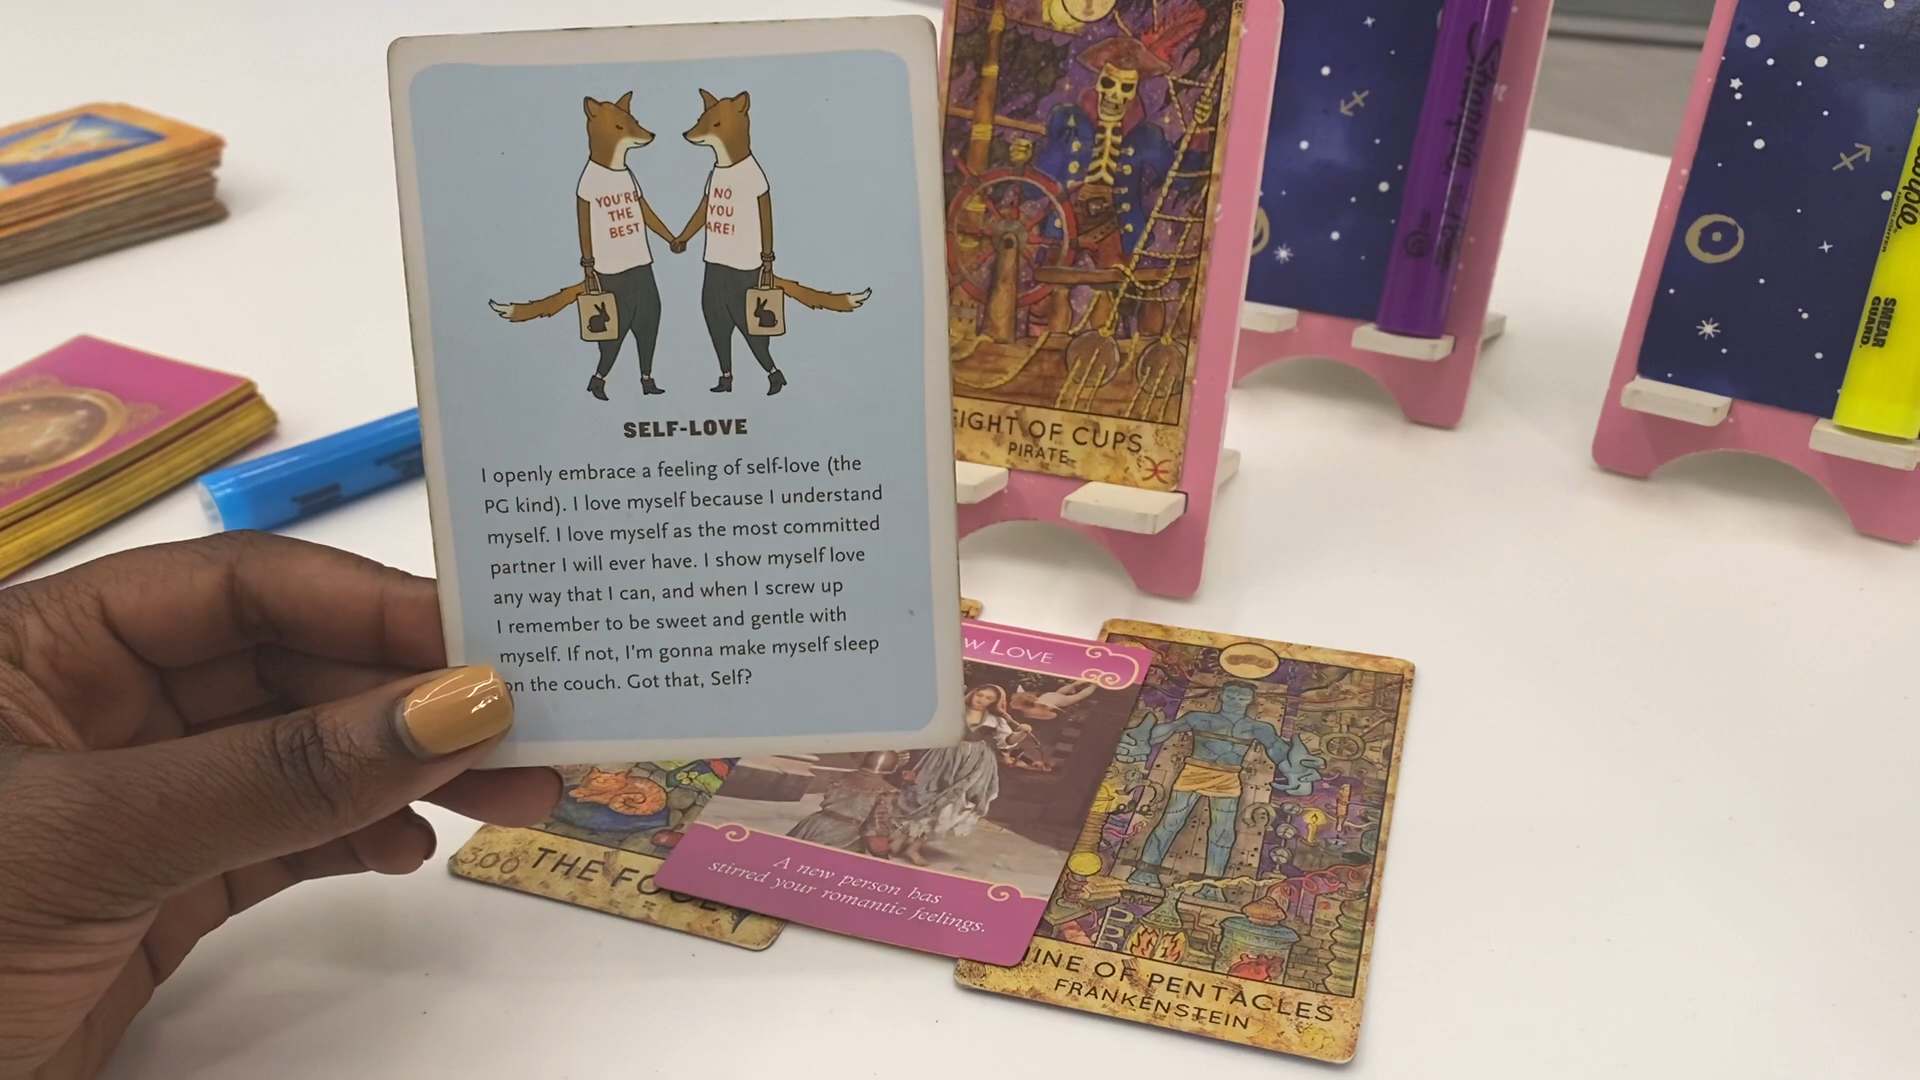 YOU'RE
THE
BEST
NO
YOU
ARE!
SELF-LOVE
I openly embrace a feeling of self-love (the
PG kind). I love myself because I understand
myself. I love myself as the most committed
partner I will ever have. I show myself love
any way that I can, and when I screw up
I remember to be sweet and gentle with
myself. If not, I'm gonna make myself sleep
on the couch. Got that, Self?
EIGHT OF CUPS
PIRATE
Sharpie
SMEAR
GUARD.
W LOVE
A new person has
stirred your romantic feelings.
300 THE FOOL
INE OF PENTACLES
FRANKENSTEIN